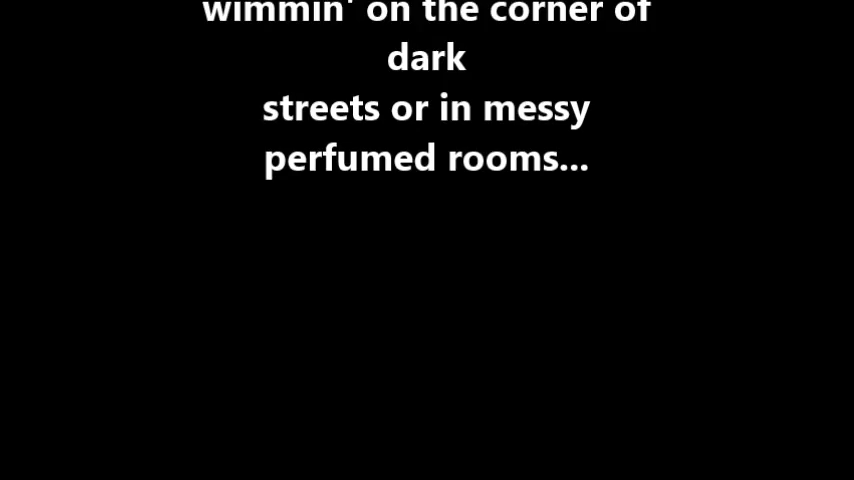 wimmin' on the corner of
dark
streets or in messy
perfumed rooms...